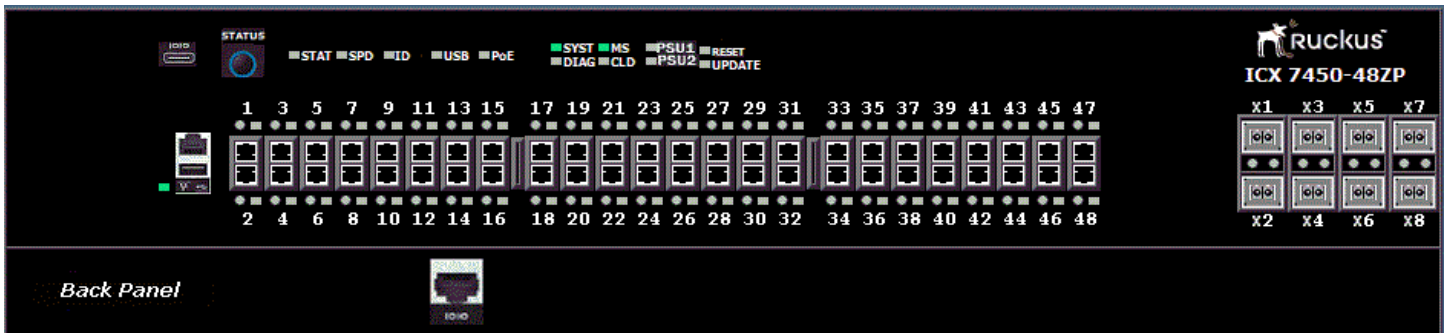 IOIO
STATUS
STAT SPD ID USB PoE
SYST MS PSU1 RESET
DIAG CLD PSU2 UPDATE
Ruckus
ICX 7450-48ZP
1 3 5 7 9 11 13 15 17 19 21 23 25 27 29 31 33 35 37 39 41 43 45 47
X1 X3 X5 X7
2 4 6 8 10 12 14 16 18 20 22 24 26 28 30 32 34 36 38 40 42 44 46 48
X2 X4 X6 X8
Back Panel
IOIO